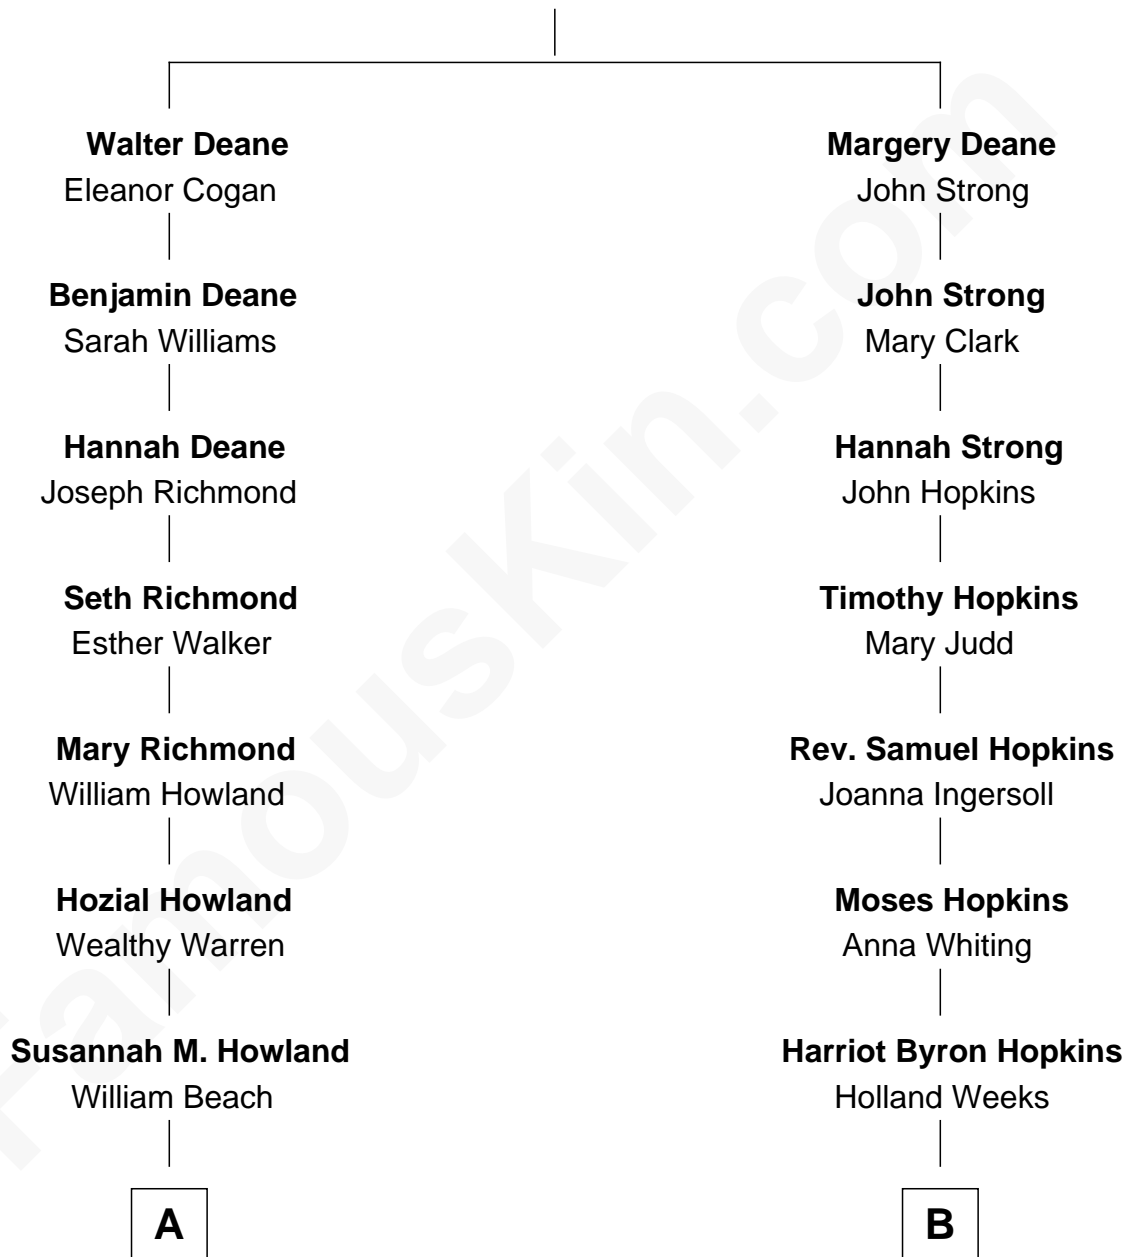 Walter Deane
Eleanor Cogan
Benjamin Deane
Sarah Williams
Hannah Deane
Joseph Richmond
Seth Richmond
Esther Walker
Mary Richmond
William Howland
Hozial Howland
Wealthy Warren
Susannah M. Howland
William Beach
A
Margery Deane
John Strong
John Strong
Mary Clark
Hannah Strong
John Hopkins
Timothy Hopkins
Mary Judd
Rev. Samuel Hopkins
Joanna Ingersoll
Moses Hopkins
Anna Whiting
Harriot Byron Hopkins
Holland Weeks
B
FamousKin.com